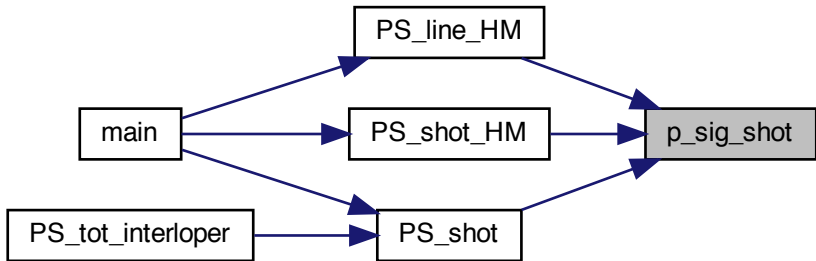 PS_line_HM
main
PS_shot_HM
p_sig_shot
PS_tot_interloper
PS_shot